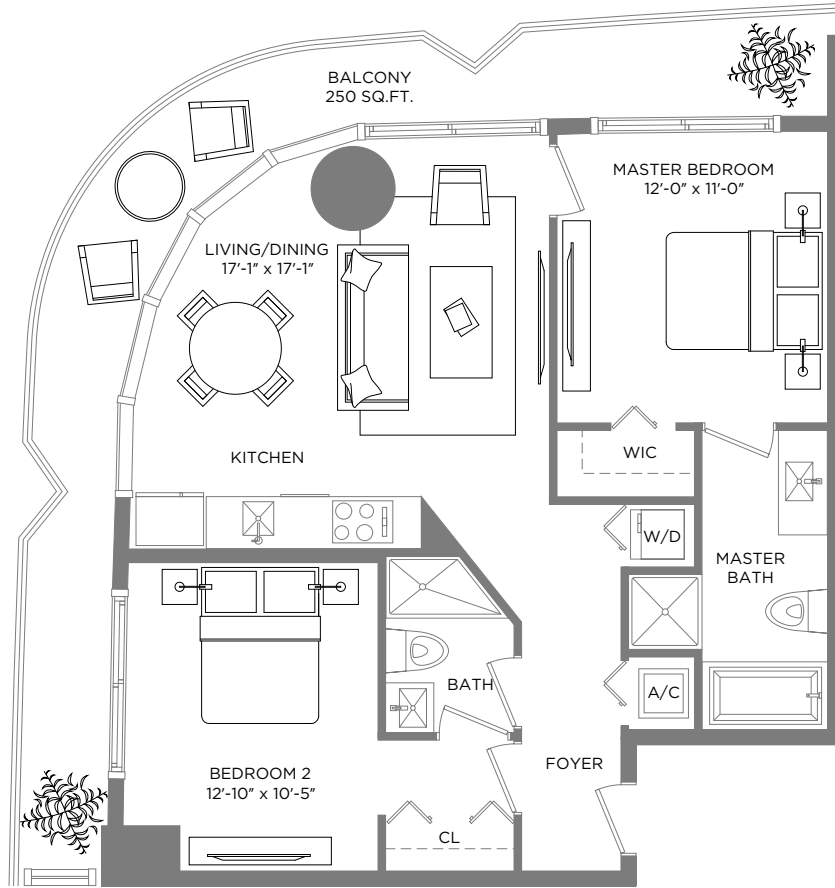 BALCONY
250 SQ.FT.
MASTER BEDROOM
12'-0" x 11'-0"
LIVING/DINING
17'-1" x 17'-1"
KITCHEN
WIC
W/D
MASTER
BATH
BATH
A/C
FOYER
BEDROOM 2
12'-10" x 10'-5"
CL